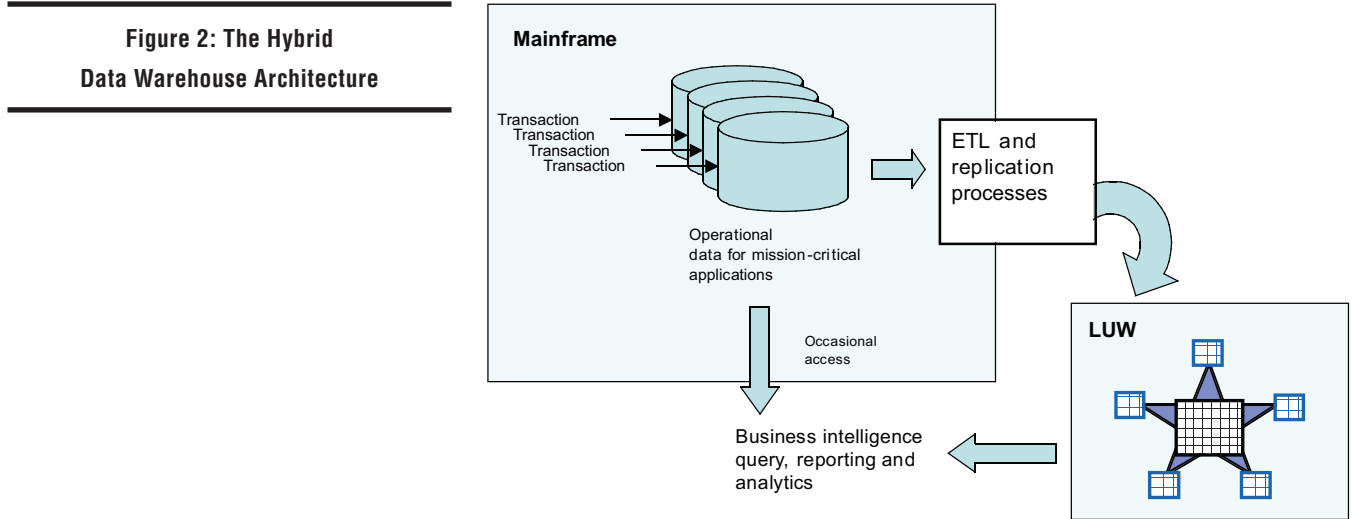 Figure 2: The Hybrid
Data Warehouse Architecture
Mainframe
Transaction
Transaction
Transaction
Transaction
Operational
data for mission-critical
applications
ETL and
replication
processes
Occasional
access
LUW
Business intelligence
query, reporting and
analytics